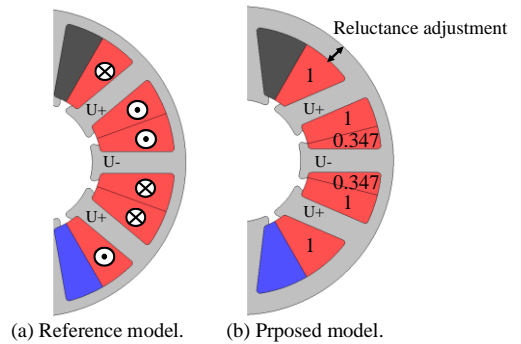 Reluctance adjustment
U+
U-
U+
1
U+
1
0.347
U-
0.347
U+
1
1
(a) Reference model.
(b) Prposed model.